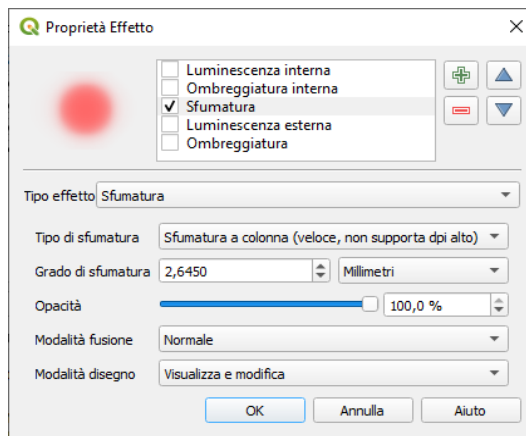 Proprietà Effetto
Luminescenza interna
Ombreggiatura interna
Sfumatura
Luminescenza esterna
Ombreggiatura
Tipo effetto Sfumatura
Tipo di sfumatura Sfumatura a colonna (veloce, non supporta dpi alto)
Grado di sfumatura 2,6450 Millimetri
Opacità 100,0 %
Modalità fusione Normale
Modalità disegno Visualizza e modifica
OK Annulla Aiuto